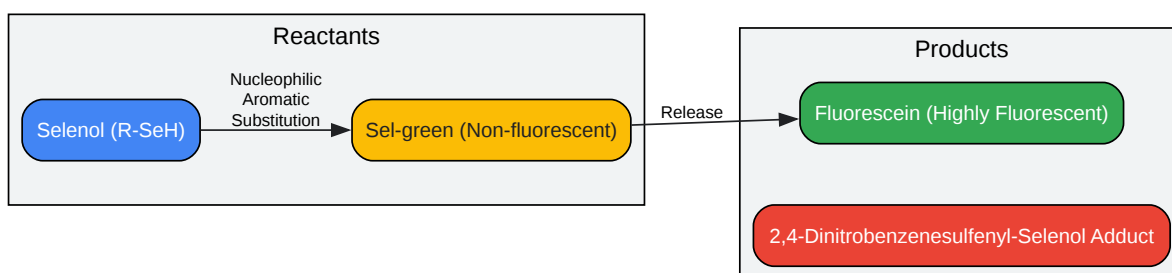 Reactants
Nucleophilic
Aromatic
Substitution
Selenol (R-SeH)
Sel-green (Non-fluorescent)
Release
Products
Fluorescein (Highly Fluorescent)
2,4-Dinitrobenzenesulfenyl-Selenol Adduct